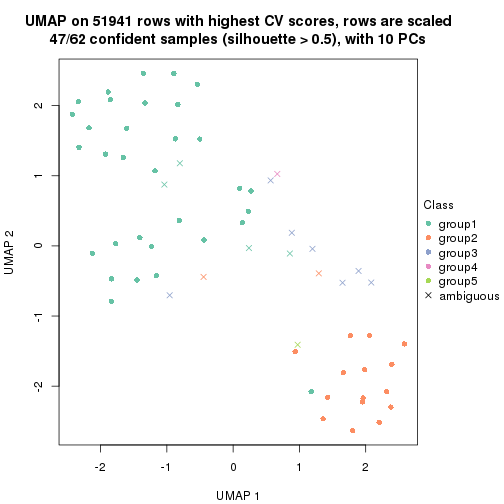 UMAP on 51941 rows with highest CV scores, rows are scaled
47/62 confident samples (silhouette > 0.5), with 10 PCs
2
1
0
-1
-2
UMAP 2
-2
-1
0
1
2
UMAP 1
Class
group1
group2
group3
group4
group5
ambiguous